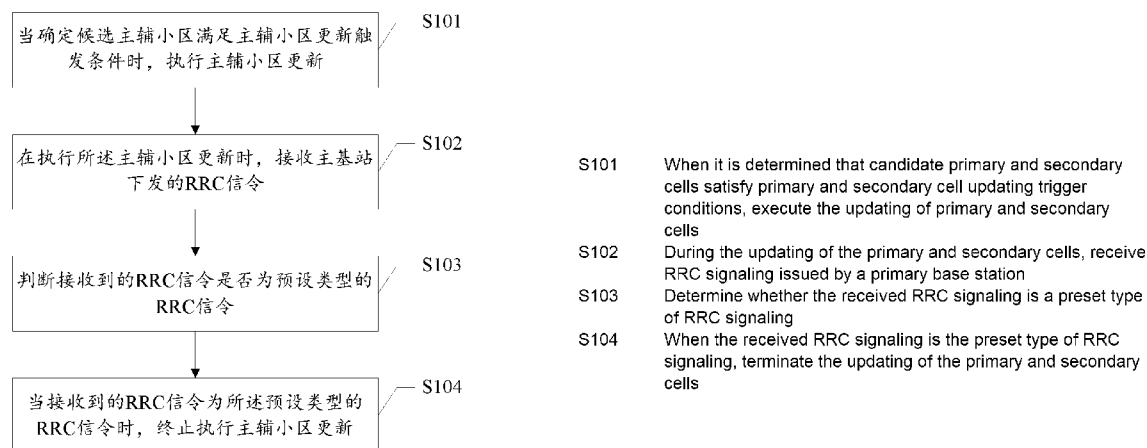 当确定候选主辅小区满足主辅小区更新触
发条件时，执行主辅小区更新
S101
在执行所述主辅小区更新时，接收主基站
下发的RRC信令
S102
判断接收到的RRC信令是否为预设类型的
RRC信令
S103
当接收到的RRC信令为所述预设类型的
RRC信令时，终止执行主辅小区更新
S104
S101 When it is determined that candidate primary and secondary
cells satisfy primary and secondary cell updating trigger
conditions, execute the updating of primary and secondary
cells
S102 During the updating of the primary and secondary cells, receive
RRC signaling issued by a primary base station
S103 Determine whether the received RRC signaling is a preset type
of RRC signaling
S104 When the received RRC signaling is the preset type of RRC
signaling, terminate the updating of the primary and secondary
cells